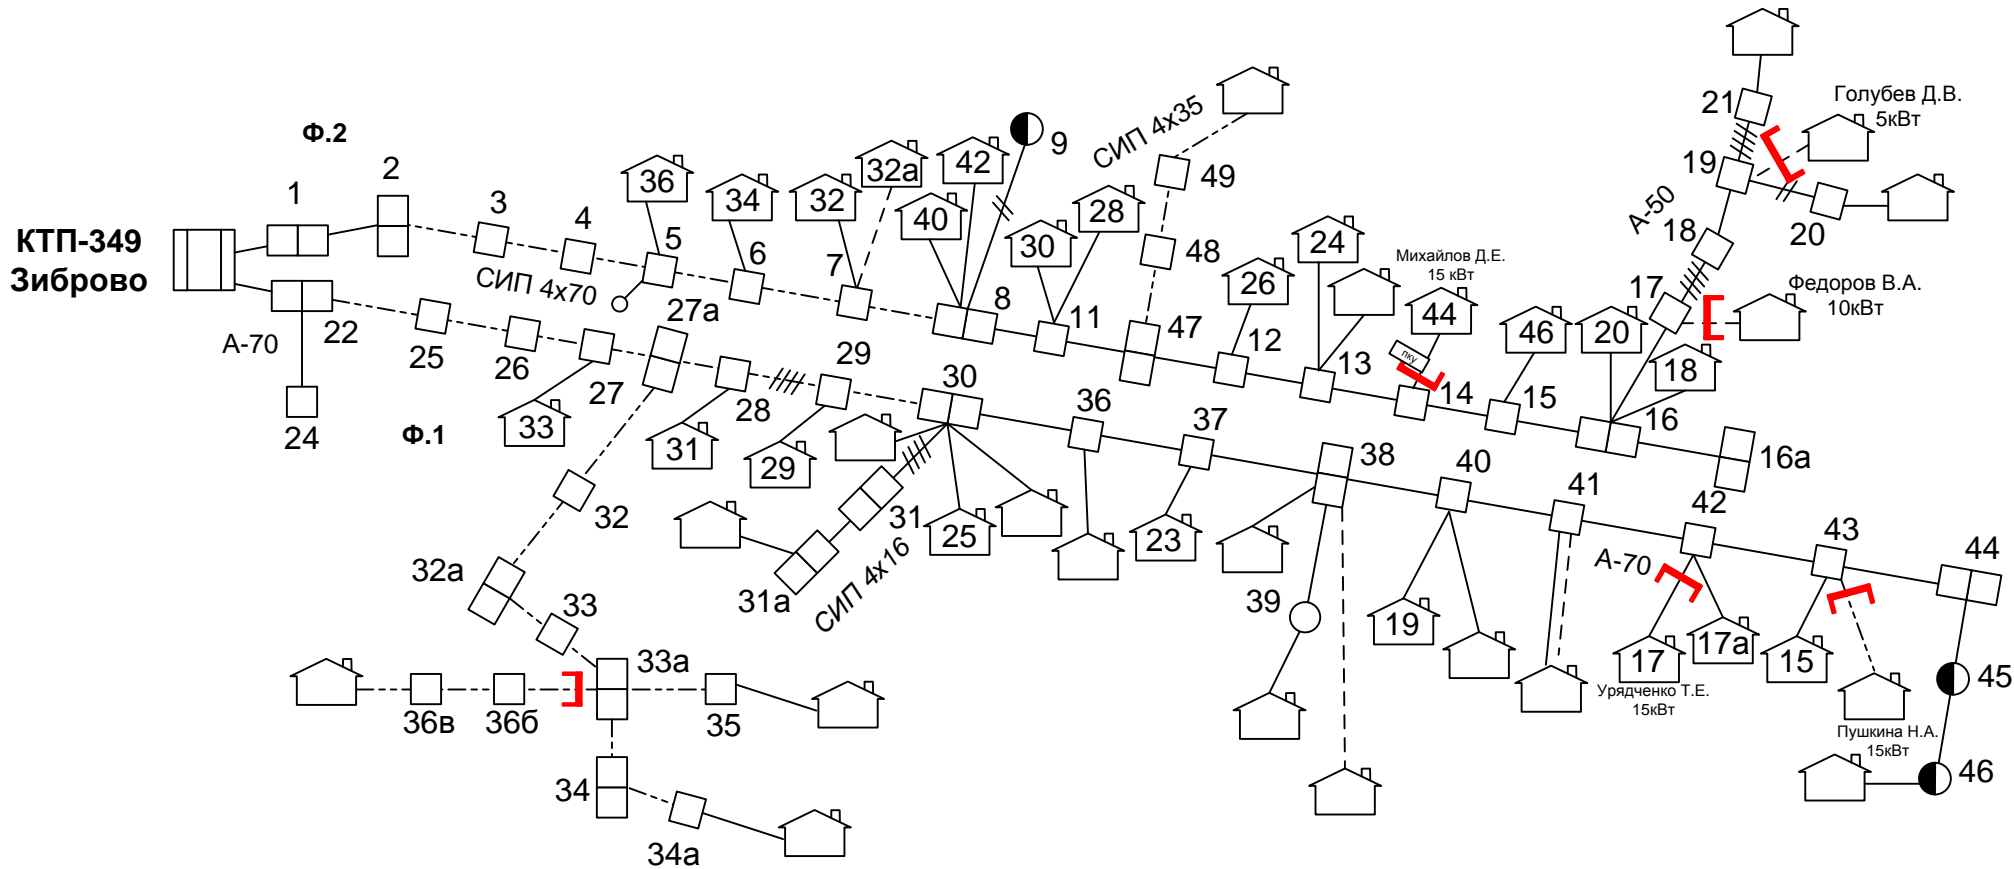 КТП-349
Зиброво
Ф.2
1
2
3
4
5
6
7
8
9
11
47
48
49
12
13
14
15
16
16а
17
18
19
20
21
36
34
32
32а
40
42
30
28
26
24
44
46
20
18
СИП 4х70
СИП 4х35
А-50
Михайлов Д.Е.
15 кВт
пку
Голубев Д.В.
5кВт
Федоров В.А.
10кВт
Ф.1
А-70
22
24
25
26
27
27а
28
29
30
31
31а
32
32а
33
33а
34
34а
35
36б
36в
36
37
38
39
40
41
42
43
44
45
46
33
31
29
25
23
19
17
17а
15
СИП 4х16
А-70
Урядченко Т.Е.
15кВт
Пушкина Н.А.
15кВт